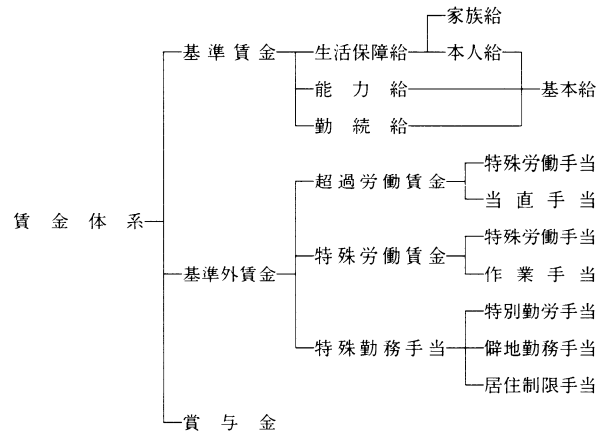 家族給
基準賃金 生活保障給 本人給
能力給 基本給
勤続給
特殊労働手当
超過労働賃金
当直手当
賃金体系
特殊労働手当
特殊労働賃金
基準外賃金 作業手当
特別勤労手当
特殊勤務手当 僻地勤務手当
居住制限手当
賞与金